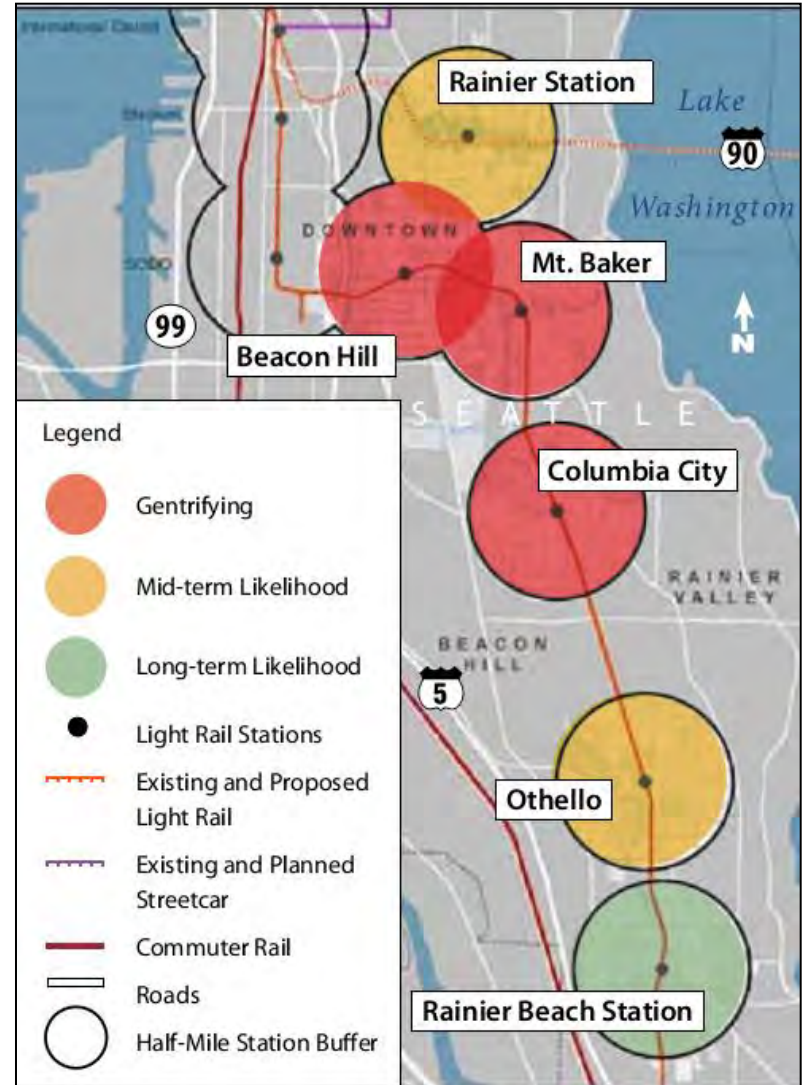 International District
Rainier Station
Lake
90
Washington
Stadium
DOWNTOWN
Mt. Baker
SODO
99
N
Beacon Hill
SEATTLE
Legend
Columbia City
Gentrifying
Mid-term Likelihood
RAINIER
VALLEY
Long-term Likelihood
BEACON
HILL
5
Light Rail Stations
Existing and Proposed
Light Rail
Othello
Existing and Planned
Streetcar
Commuter Rail
Roads
Rainier Beach Station
Half-Mile Station Buffer